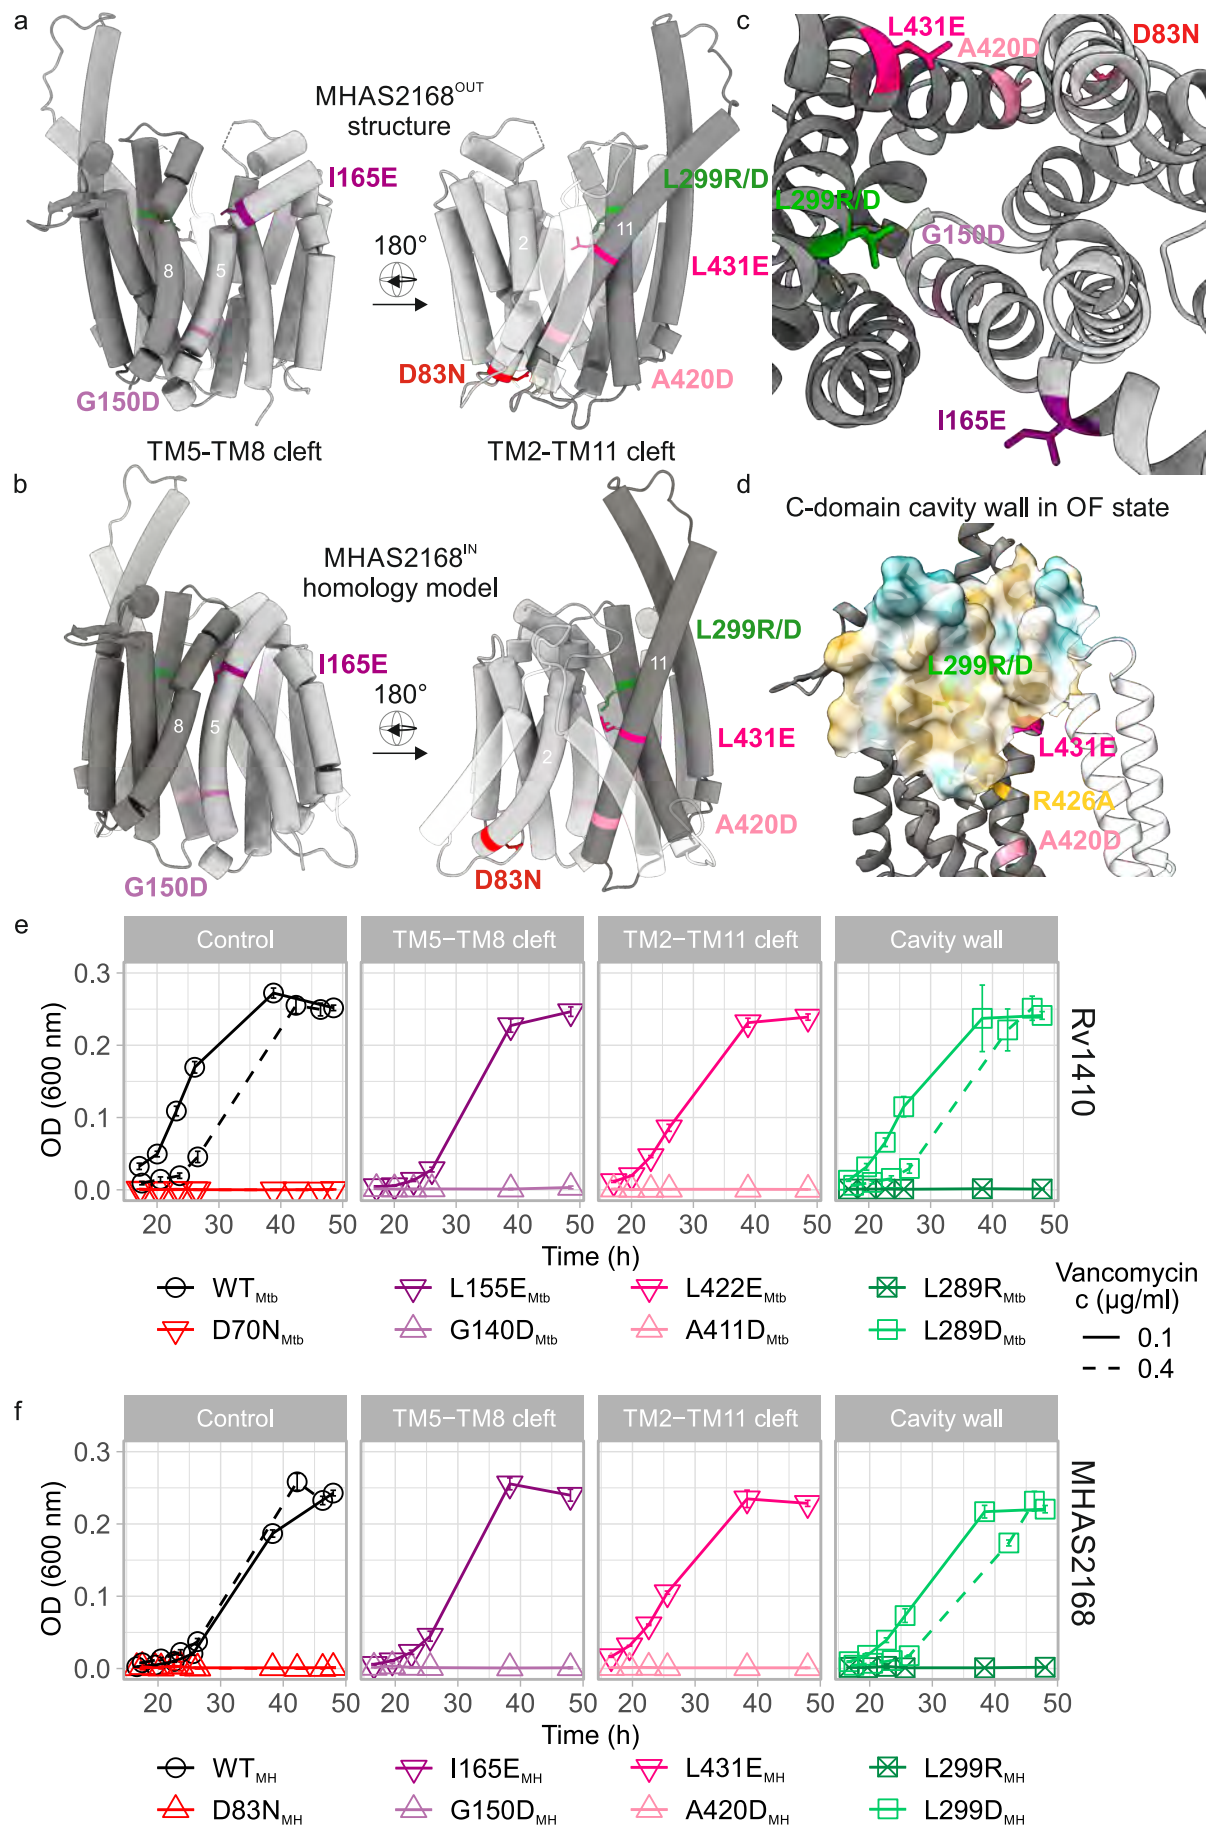 a
MHAS2168OUT
structure
I165E
8
5
G150D
TM5-TM8 cleft
180°
L299R/D
2
11
L431E
D83N
A420D
TM2-TM11 cleft
c
L431E
A420D
D83N
L299R/D
G150D
I165E
b
MHAS2168IN
homology model
I165E
8
5
G150D
180°
L299R/D
11
L431E
2
A420D
D83N
d
C-domain cavity wall in OF state
L299R/D
L431E
R426A
A420D
e
Control
TM5−TM8 cleft
TM2−TM11 cleft
Cavity wall
OD (600 nm)
0.3
0.2
0.1
0.0
20 30 40 50
20 30 40 50
20 30 40 50
20 30 40 50
Time (h)
Rv1410
WTMtb
L155EMtb
L422EMtb
L289RMtb
D70NMtb
G140DMtb
A411DMtb
L289DMtb
Vancomycin
c (µg/ml)
0.1
0.4
f
Control
TM5−TM8 cleft
TM2−TM11 cleft
Cavity wall
OD (600 nm)
0.3
0.2
0.1
0.0
20 30 40 50
20 30 40 50
20 30 40 50
20 30 40 50
Time (h)
MHAS2168
WTMH
I165EMH
L431EMH
L299RMH
D83NMH
G150DMH
A420DMH
L299DMH